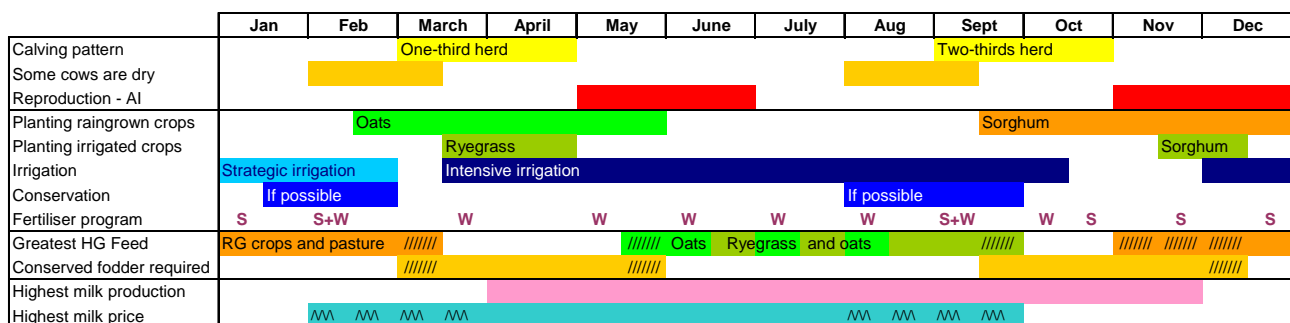 Jan Feb March April May June July Aug Sept Oct Nov Dec
Calving pattern One-third herd Two-thirds herd
Some cows are dry
Reproduction - AI
Planting raingrown crops Oats Sorghum
Planting irrigated crops Ryegrass Sorghum
Irrigation Strategic irrigation Intensive irrigation
Conservation If possible If possible
Fertiliser program S S+W W W W W W S+W W S S S
Greatest HG Feed RG crops and pasture /////// /////// Oats Ryegrass and oats /////// /////// /////// ///////
Conserved fodder required /////// /////// ///////
Highest milk production
Highest milk price /\/\/\ /\/\/\ /\/\/\ /\/\/\ /\/\/\ /\/\/\ /\/\/\ /\/\/\